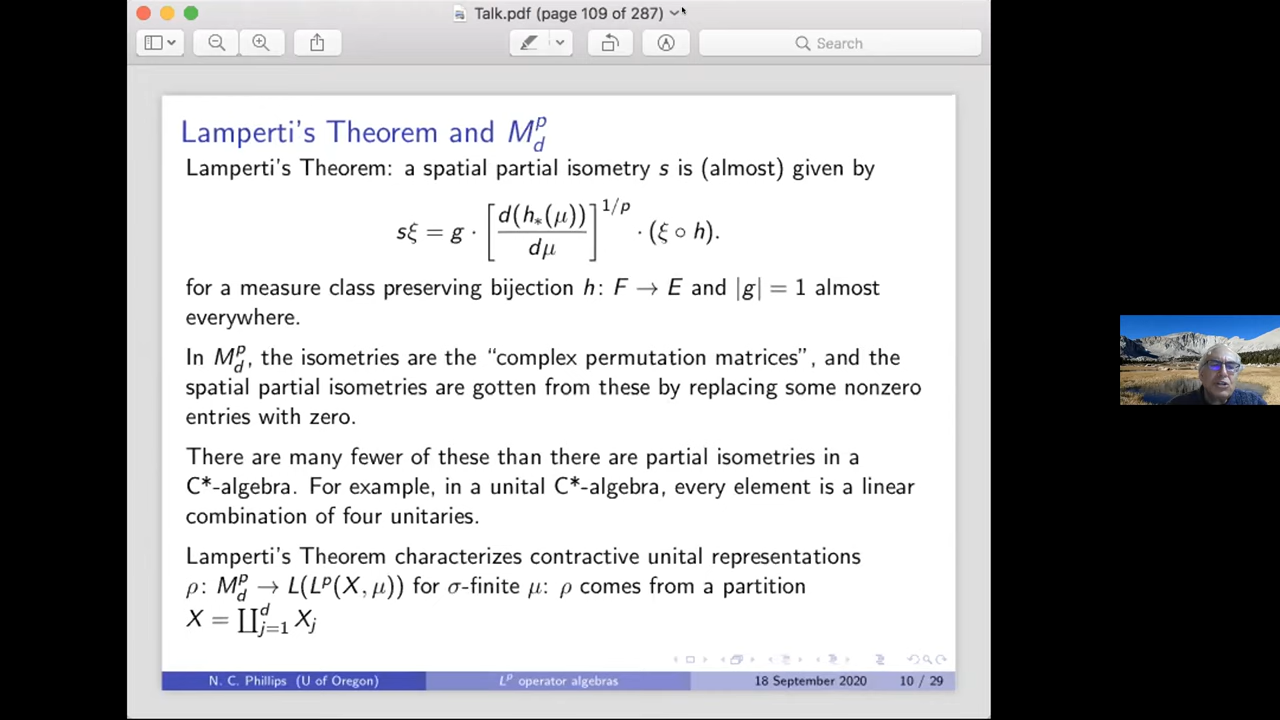 Talk.pdf (page 109 of 287)
Search
Lamperti's Theorem and M_d^p
Lamperti's Theorem: a spatial partial isometry s is (almost) given by
sξ = g · [d(h_*(μ))/dμ]^{1/p} · (ξ ∘ h).
for a measure class preserving bijection h: F → E and |g| = 1 almost
everywhere.
In M_d^p, the isometries are the “complex permutation matrices”, and the
spatial partial isometries are gotten from these by replacing some nonzero
entries with zero.
There are many fewer of these than there are partial isometries in a
C*-algebra. For example, in a unital C*-algebra, every element is a linear
combination of four unitaries.
Lamperti's Theorem characterizes contractive unital representations
ρ: M_d^p → L(L^p(X, μ)) for σ-finite μ: ρ comes from a partition
X = ∐_{j=1}^d X_j
N. C. Phillips (U of Oregon) L^p operator algebras 18 September 2020 10 / 29